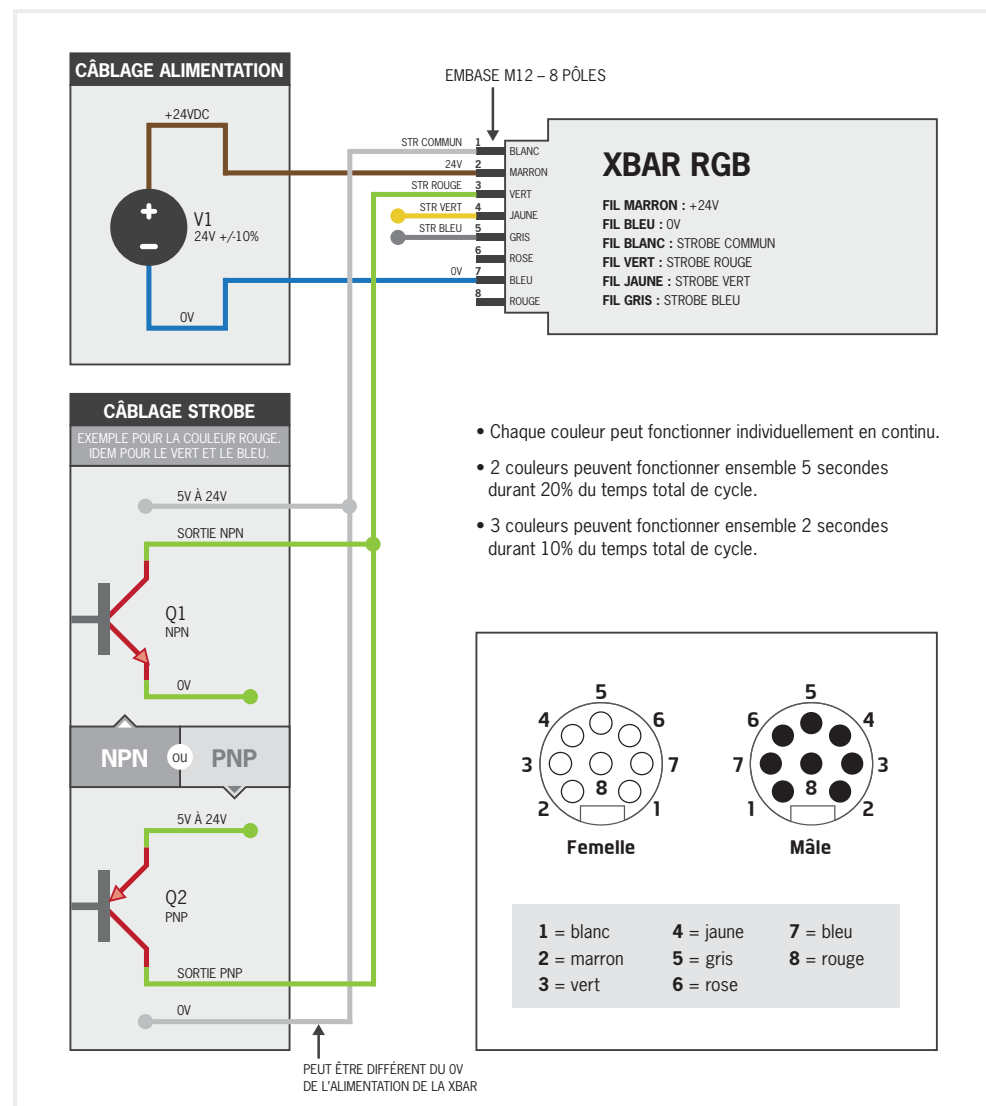 CÂBLAGE ALIMENTATION
+24VDC
V1
24V +/-10%
0V
EMBASE M12 – 8 PÔLES
STR COMMUN 1 BLANC
24V 2 MARRON
STR ROUGE 3 VERT
STR VERT 4 JAUNE
STR BLEU 5 GRIS
6 ROSE
0V 7 BLEU
8 ROUGE
XBAR RGB
FIL MARRON : +24V
FIL BLEU : 0V
FIL BLANC : STROBE COMMUN
FIL VERT : STROBE ROUGE
FIL JAUNE : STROBE VERT
FIL GRIS : STROBE BLEU
CÂBLAGE STROBE
EXEMPLE POUR LA COULEUR ROUGE.
IDEM POUR LE VERT ET LE BLEU.
5V À 24V
SORTIE NPN
Q1
NPN
0V
NPN ou PNP
5V À 24V
Q2
PNP
SORTIE PNP
0V
PEUT ÊTRE DIFFÉRENT DU 0V
DE L'ALIMENTATION DE LA XBAR
• Chaque couleur peut fonctionner individuellement en continu.
• 2 couleurs peuvent fonctionner ensemble 5 secondes
durant 20% du temps total de cycle.
• 3 couleurs peuvent fonctionner ensemble 2 secondes
durant 10% du temps total de cycle.
5 5
4 6 6 4
3 7 7 3
8 8
2 1 1 2
Femelle Mâle
1 = blanc 4 = jaune 7 = bleu
2 = marron 5 = gris 8 = rouge
3 = vert 6 = rose